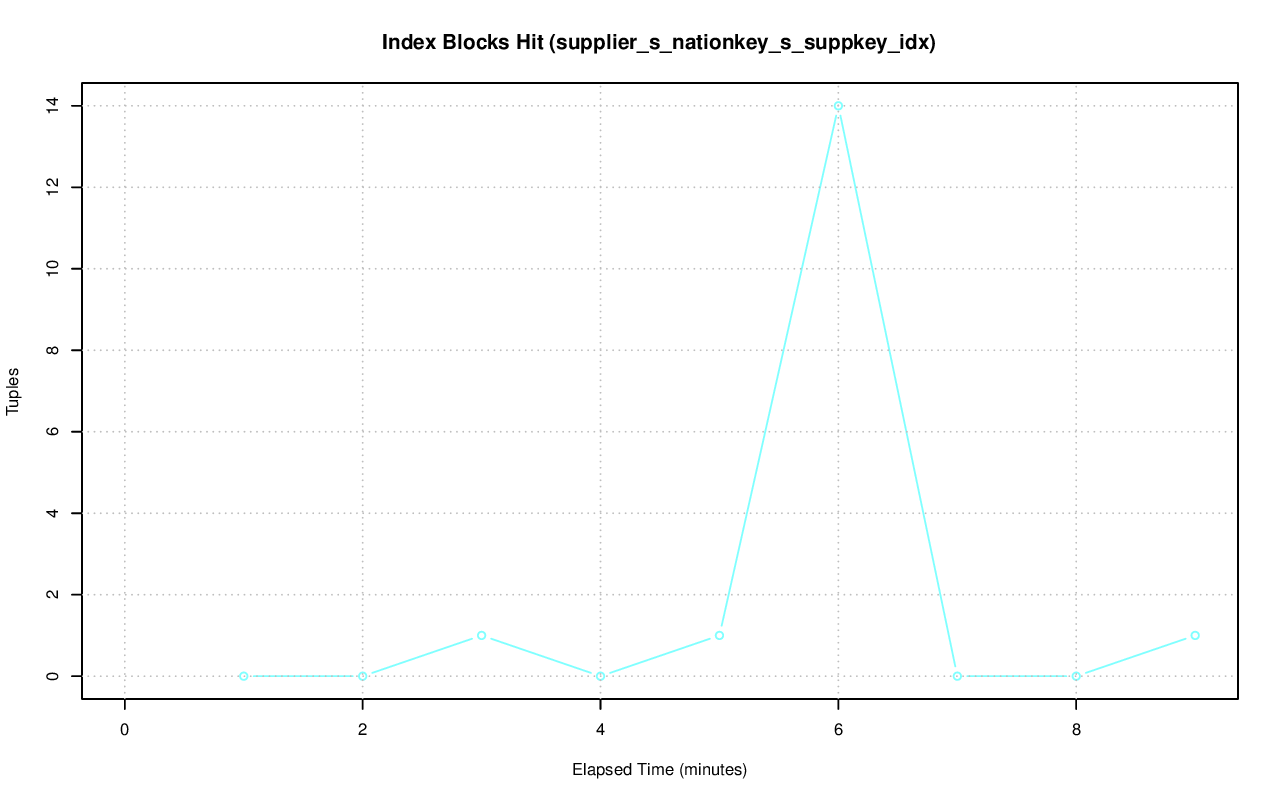 Index Blocks Hit (supplier_s_nationkey_s_suppkey_idx)
14
12
10
8
6
4
2
0
Tuples
0 2 4 6 8
Elapsed Time (minutes)